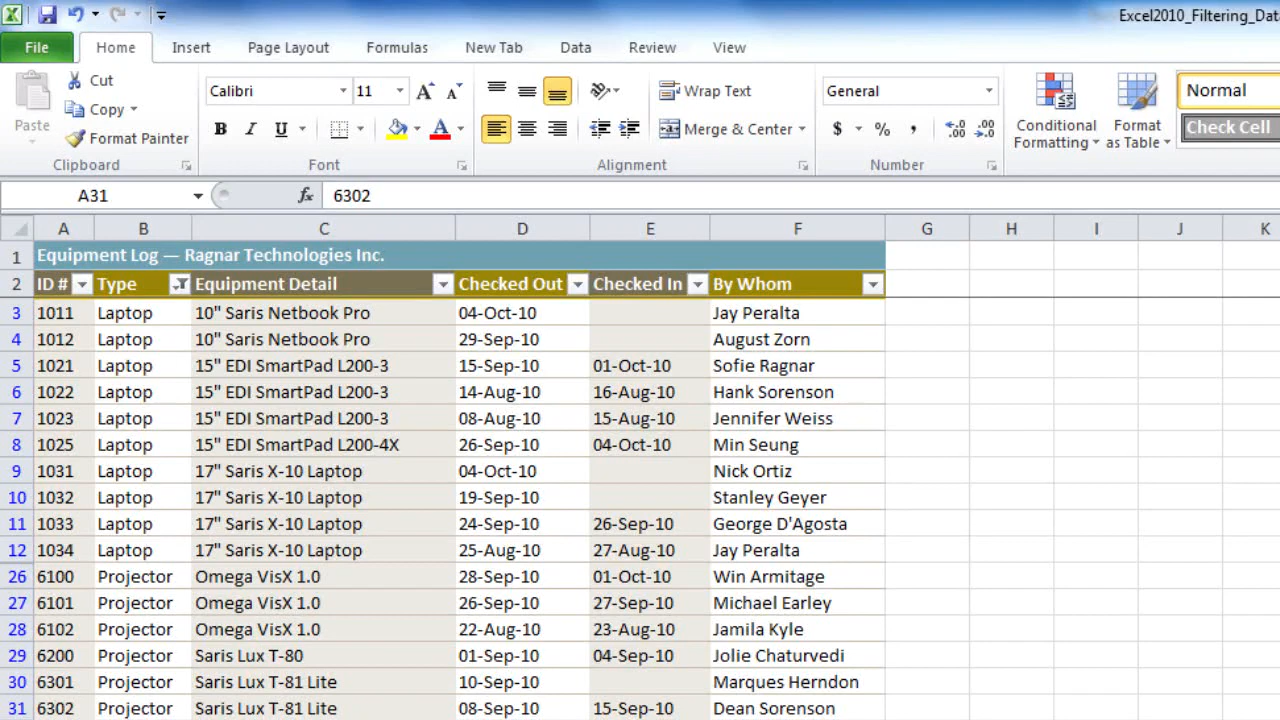 Excel2010_Filtering_Dat
File Home Insert Page Layout Formulas New Tab Data Review View
Paste Cut Copy Format Painter Clipboard
Calibri 11 B I U A A A Font
Wrap Text Merge & Center Alignment
General $ % , .00 .0 Number
Conditional Formatting Format as Table Normal Check Cell
A31 fx 6302
A B C D E F G H I J K
1 Equipment Log — Ragnar Technologies Inc.
2 ID # Type Equipment Detail Checked Out Checked In By Whom
3 1011 Laptop 10" Saris Netbook Pro 04-Oct-10 Jay Peralta
4 1012 Laptop 10" Saris Netbook Pro 29-Sep-10 August Zorn
5 1021 Laptop 15" EDI SmartPad L200-3 15-Sep-10 01-Oct-10 Sofie Ragnar
6 1022 Laptop 15" EDI SmartPad L200-3 14-Aug-10 16-Aug-10 Hank Sorenson
7 1023 Laptop 15" EDI SmartPad L200-3 08-Aug-10 15-Aug-10 Jennifer Weiss
8 1025 Laptop 15" EDI SmartPad L200-4X 26-Sep-10 04-Oct-10 Min Seung
9 1031 Laptop 17" Saris X-10 Laptop 04-Oct-10 Nick Ortiz
10 1032 Laptop 17" Saris X-10 Laptop 19-Sep-10 Stanley Geyer
11 1033 Laptop 17" Saris X-10 Laptop 24-Sep-10 26-Sep-10 George D'Agosta
12 1034 Laptop 17" Saris X-10 Laptop 25-Aug-10 27-Aug-10 Jay Peralta
26 6100 Projector Omega VisX 1.0 28-Sep-10 01-Oct-10 Win Armitage
27 6101 Projector Omega VisX 1.0 26-Sep-10 27-Sep-10 Michael Earley
28 6102 Projector Omega VisX 1.0 22-Aug-10 23-Aug-10 Jamila Kyle
29 6200 Projector Saris Lux T-80 01-Sep-10 04-Sep-10 Jolie Chaturvedi
30 6301 Projector Saris Lux T-81 Lite 10-Sep-10 Marques Herndon
31 6302 Projector Saris Lux T-81 Lite 08-Sep-10 15-Sep-10 Dean Sorenson